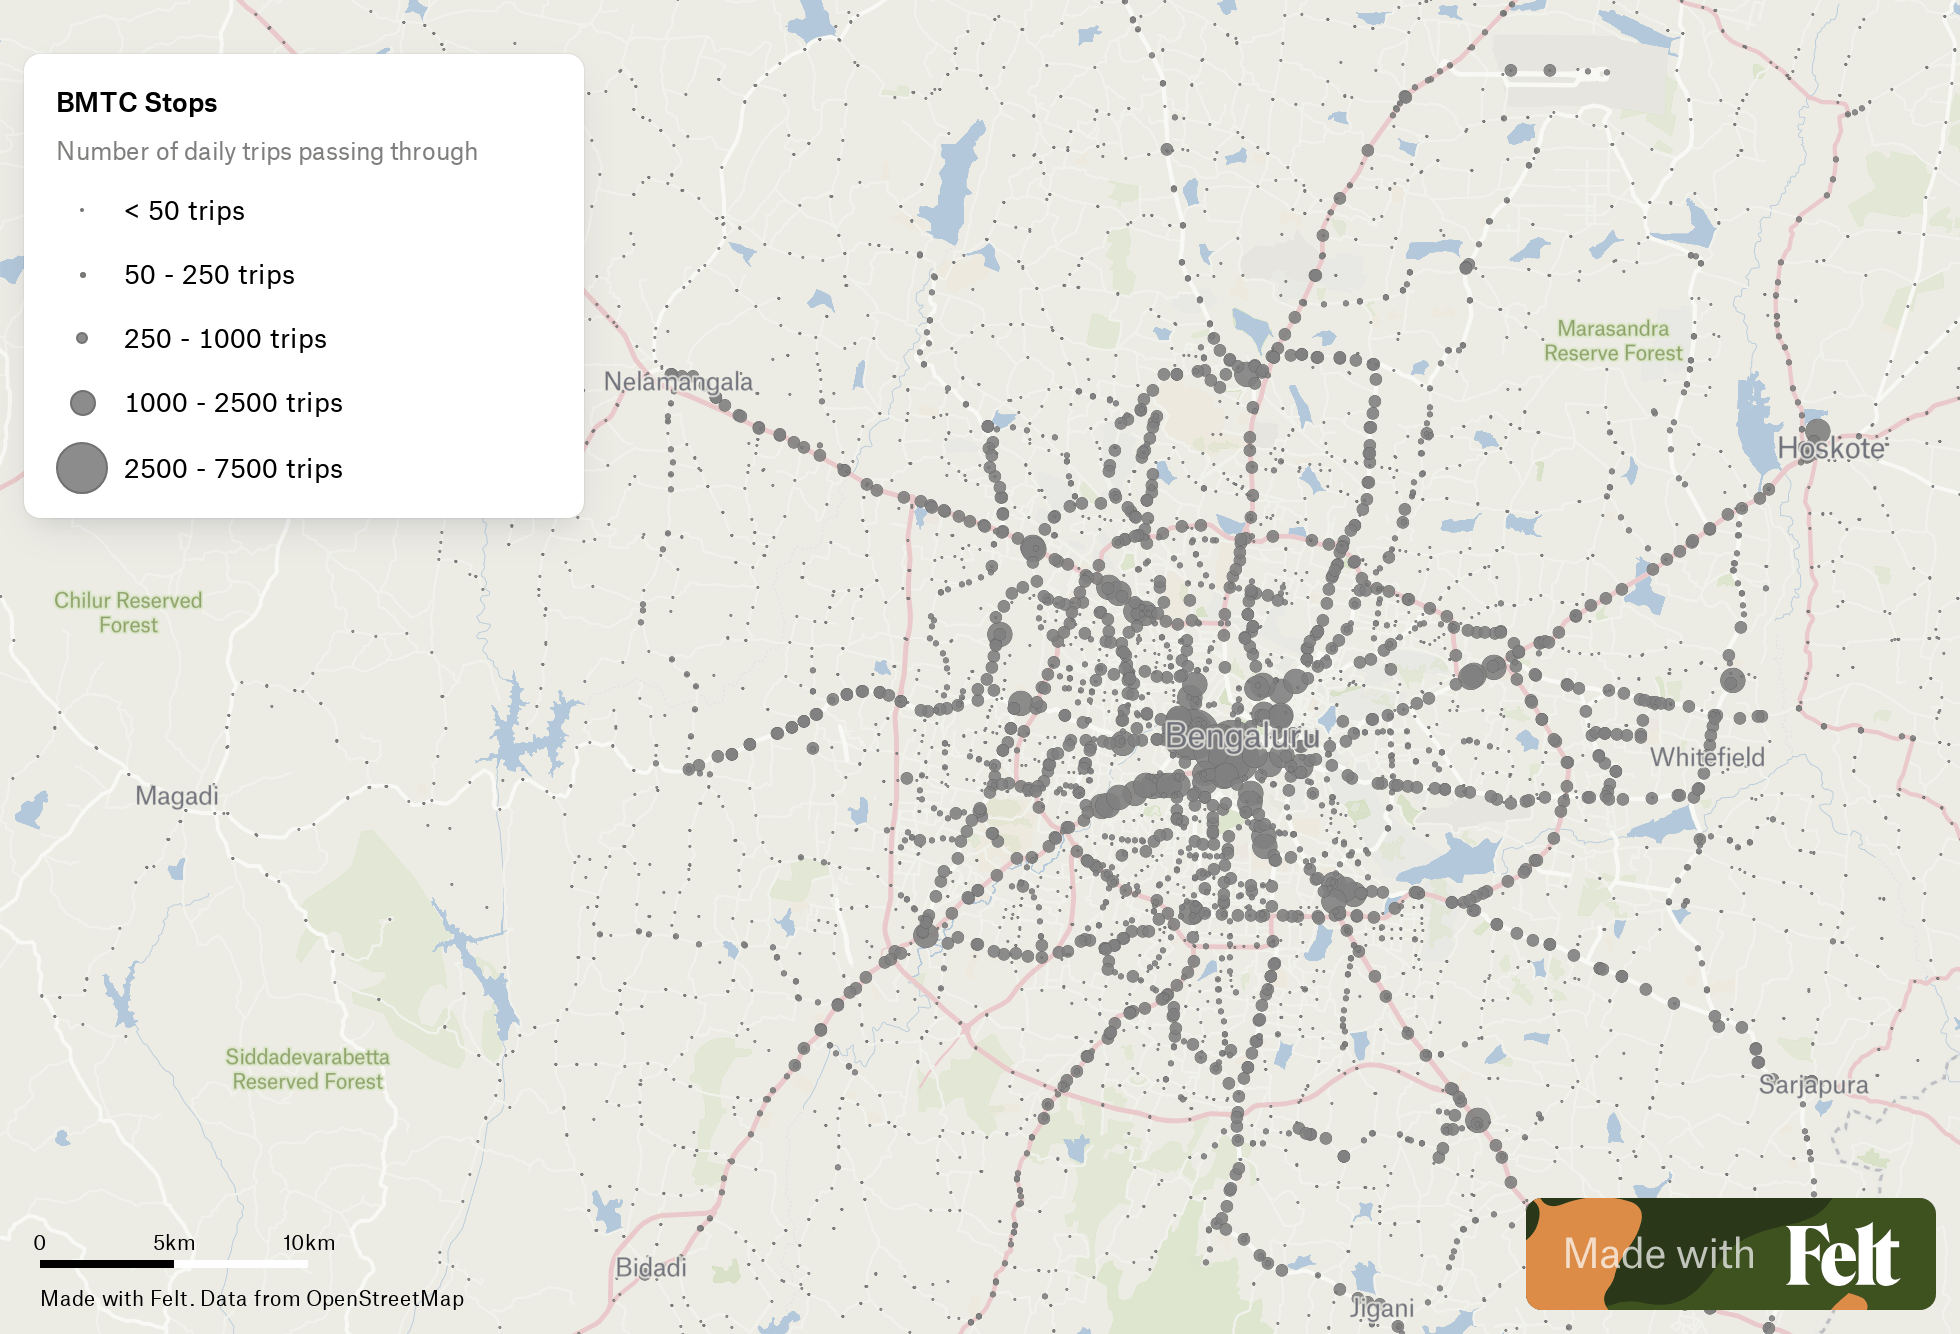 BMTC Stops
Number of daily trips passing through
< 50 trips
50 - 250 trips
250 - 1000 trips
1000 - 2500 trips
2500 - 7500 trips
Marasandra
Reserve Forest
Nelamangala
Hoskote
Chilur Reserved
Forest
Bengaluru
Whitefield
Magadi
Siddadevarabetta
Reserved Forest
Sarjapura
Bidadi
Jigani
0 5km 10km
Made with Felt. Data from OpenStreetMap
Made with Felt